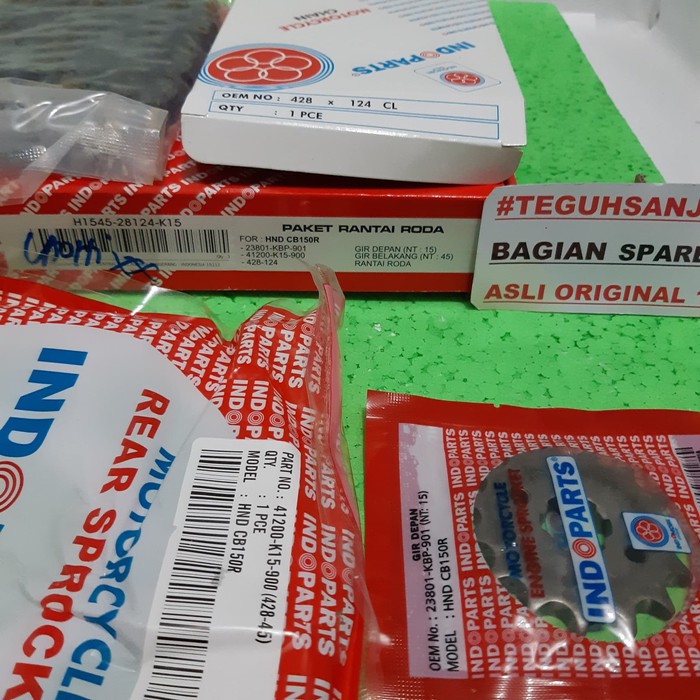 MOTORCYCLE
CHAIN
INDOPARTS
OEM NO : 428 x 124 CL
QTY : 1 PCE
H1545-28124-K15
PAKET RANTAI RODA
FOR : HND CB150R
- 23801-KBP-901 GIR DEPAN (NT : 15)
- 41200-K15-900 GIR BELAKANG (NT : 45)
- 428-124 RANTAI RODA
#TEGUHSANJ
BAGIAN SPARE
ASLI ORIGINAL
INDOPARTS
MOTORCYCLE
REAR SPROCK
PART NO. : 41200-K15-900 (428-45)
QTY. : 1 PCE
MODEL : HND CB150R
GIR DEPAN
OEM No. : 23801-KBP-901 (NT: 15)
MODEL : HND CB150R
MOTORCYCLE
ENGINE SPROCKET
INDOPARTS